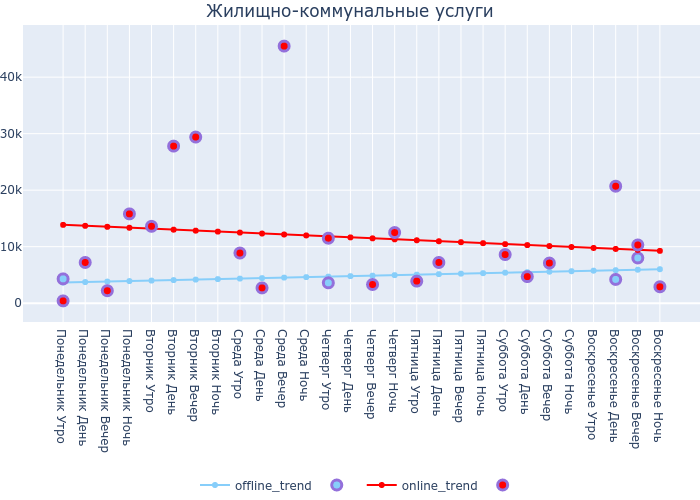 Жилищно-коммунальные услуги
40k
30k
20k
10k
0
Понедельник Утро
Понедельник День
Понедельник Вечер
Понедельник Ночь
Вторник Утро
Вторник День
Вторник Вечер
Вторник Ночь
Среда Утро
Среда День
Среда Вечер
Среда Ночь
Четверг Утро
Четверг День
Четверг Вечер
Четверг Ночь
Пятница Утро
Пятница День
Пятница Вечер
Пятница Ночь
Суббота Утро
Суббота День
Суббота Вечер
Суббота Ночь
Воскресенье Утро
Воскресенье День
Воскресенье Вечер
Воскресенье Ночь
offline_trend online_trend